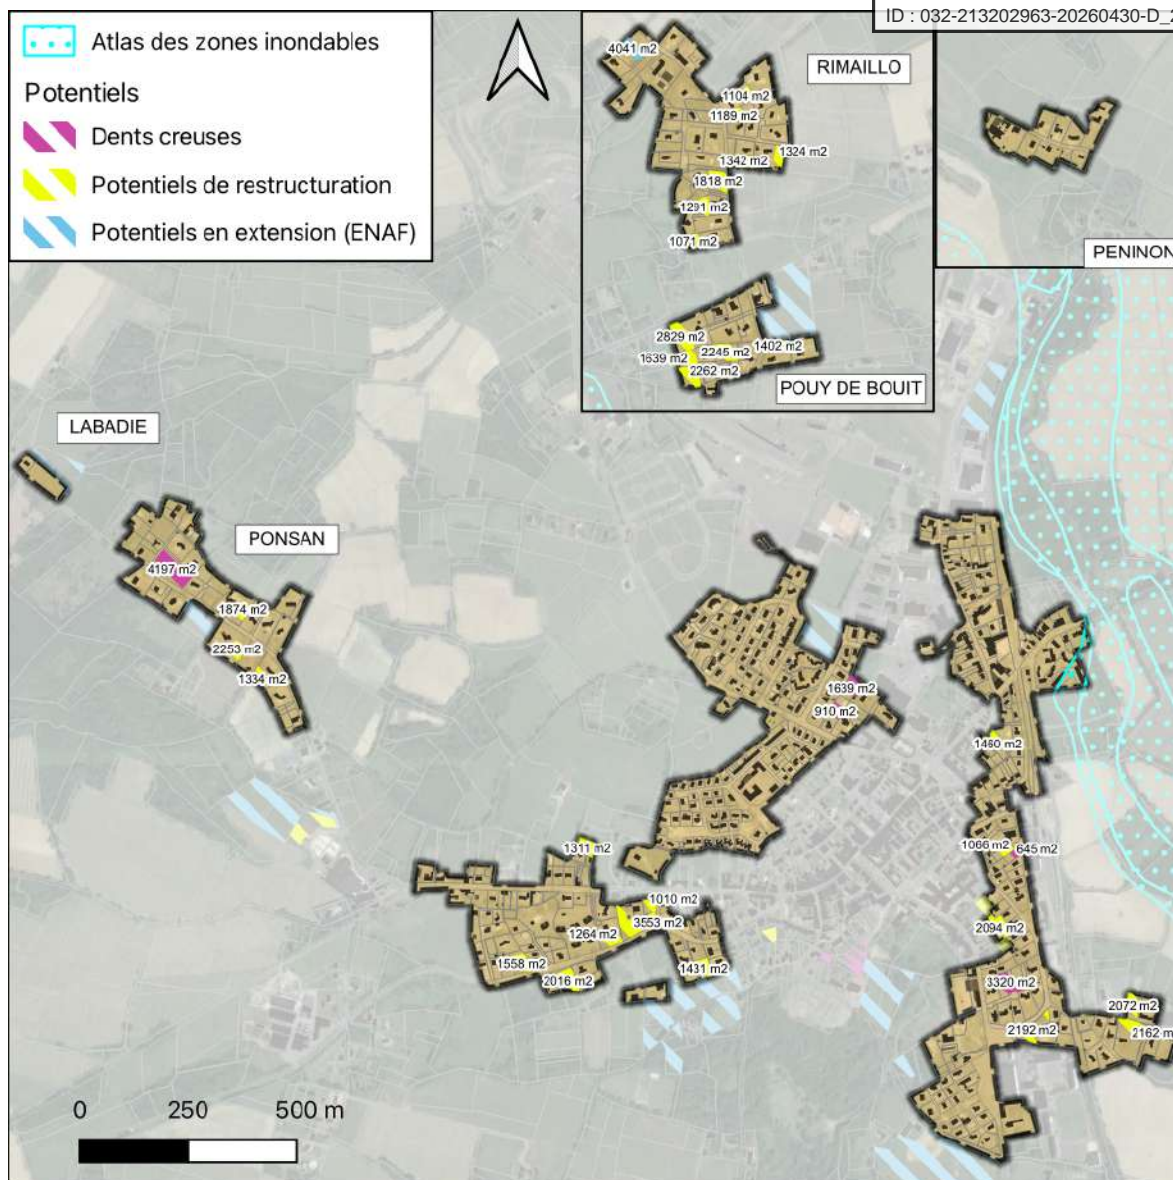 ID : 032-213202963-20260430-D_2
Atlas des zones inondables
Potentiels
Dents creuses
Potentiels de restructuration
Potentiels en extension (ENAF)
4041 m2
RIMAILLO
1104 m2
1189 m2
1324 m2
1342 m2
1818 m2
1291 m2
1071 m2
PENINON
2829 m2
1402 m2
2245 m2
1639 m2
2262 m2
POUY DE BOUIT
LABADIE
PONSAN
4197 m2
1874 m2
2253 m2
1334 m2
1639 m2
910 m2
1460 m2
1311 m2
1066 m2
645 m2
1010 m2
3553 m2
1264 m2
2094 m2
1558 m2
1431 m2
2016 m2
3320 m2
2072 m2
2192 m2
2162 m
0 250 500 m